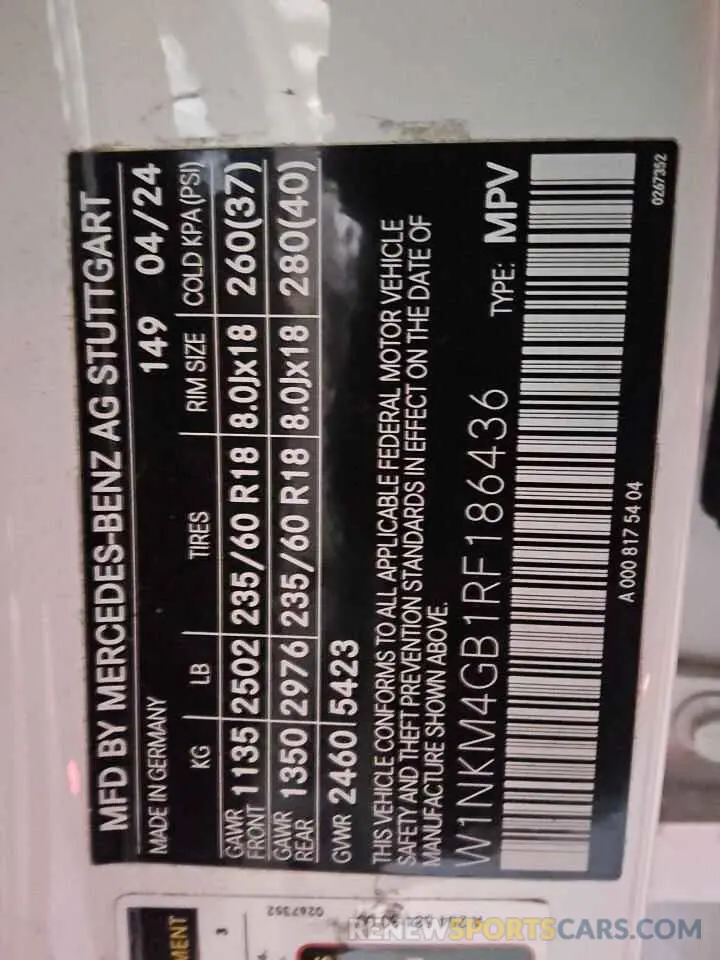 MFD BY MERCEDES-BENZ AG STUTTGART
MADE IN GERMANY 149 04/24
KG LB TIRES RIM SIZE COLD KPA (PSI)
GAWR FRONT 1135 2502 235/60 R18 8.0Jx18 260(37)
GAWR REAR 1350 2976 235/60 R18 8.0Jx18 280(40)
GVWR 2460 5423
THIS VEHICLE CONFORMS TO ALL APPLICABLE FEDERAL MOTOR VEHICLE
SAFETY AND THEFT PREVENTION STANDARDS IN EFFECT ON THE DATE OF
MANUFACTURE SHOWN ABOVE.
W1NKM4GB1RF186436 TYPE: MPV
A 000 817 54 04
0267352
0267352
MENT
3
RENEWSPORTSCARS.COM